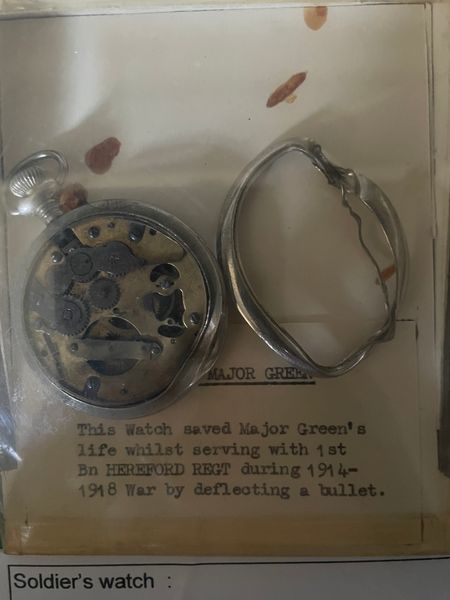 MAJOR GREEN
This Watch saved Major Green's
life whilst serving with 1st
Bn HEREFORD REGT during 1914-
1918 War by deflecting a bullet.
Soldier's watch :